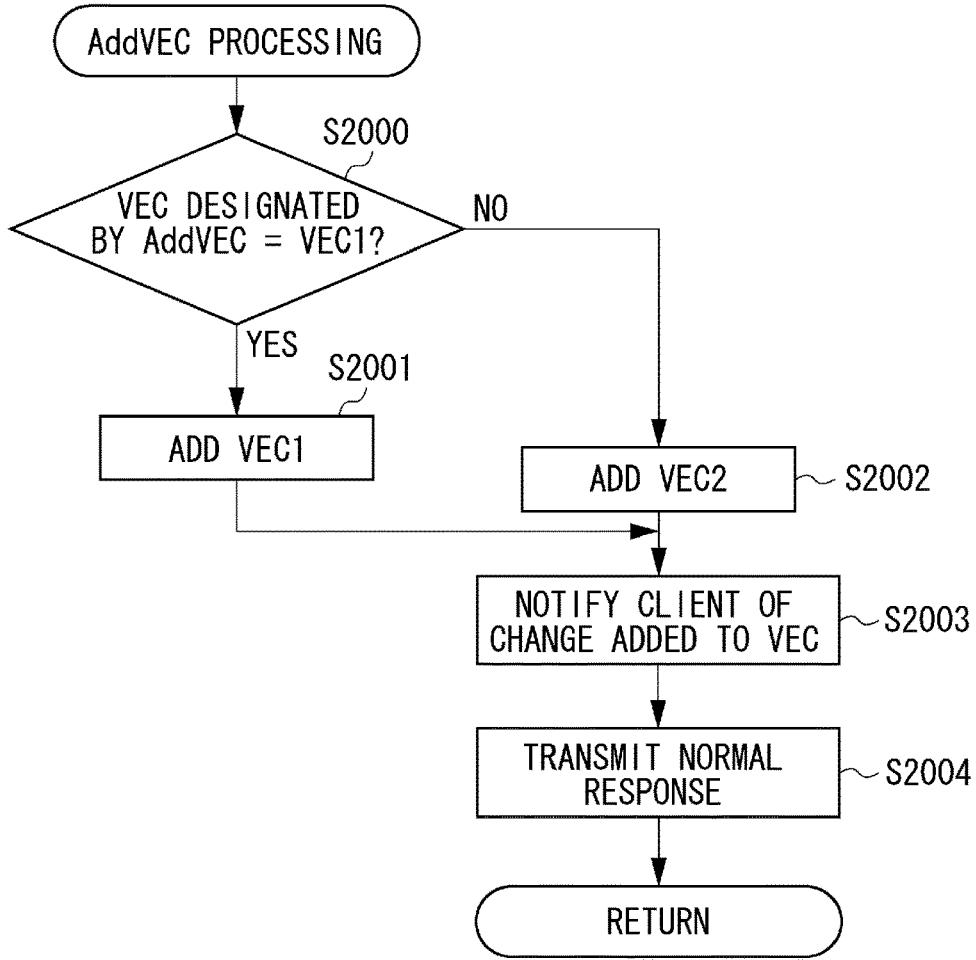 AddVEC PROCESSING
S2000
VEC DESIGNATED
BY AddVEC = VEC1?
NO
YES
S2001
ADD VEC1
ADD VEC2
S2002
NOTIFY CLIENT OF
CHANGE ADDED TO VEC
S2003
TRANSMIT NORMAL
RESPONSE
S2004
RETURN